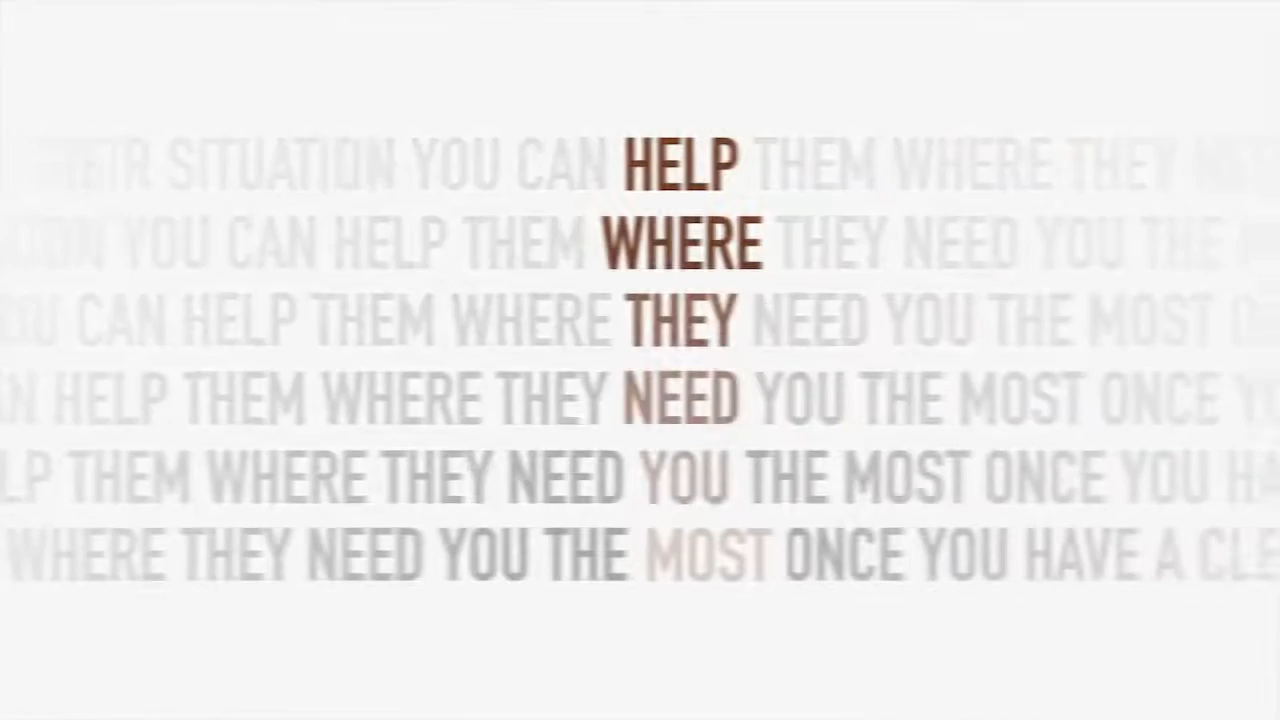 SITUATION YOU CAN HELP THEM WHERE THEY
YOU CAN HELP THEM WHERE THEY NEED YOU THE
CAN HELP THEM WHERE THEY NEED YOU THE MOST
HELP THEM WHERE THEY NEED YOU THE MOST ONCE
THEM WHERE THEY NEED YOU THE MOST ONCE YOU
WHERE THEY NEED YOU THE MOST ONCE YOU HAVE A